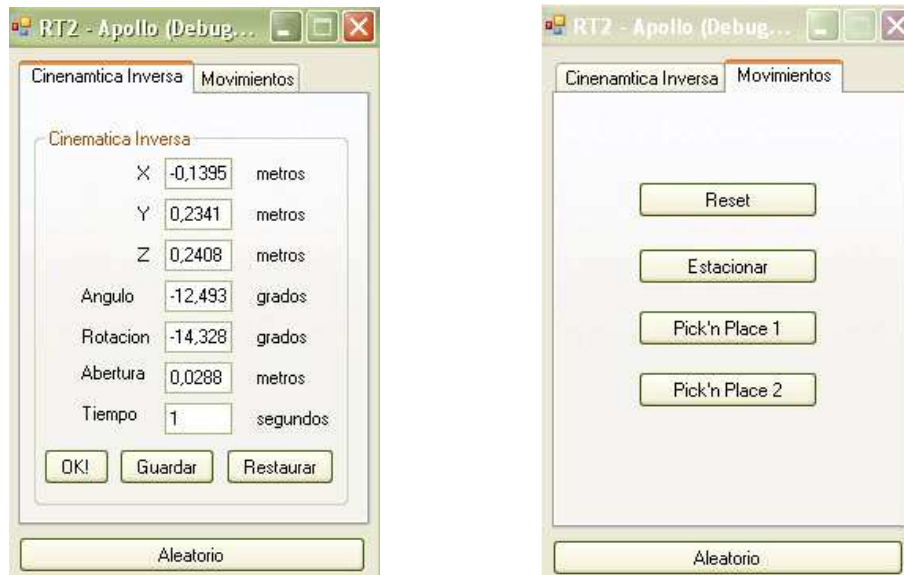 RT2 - Apollo (Debug...
Cinenamtica Inversa Movimientos
Cinematica Inversa
X -0,1395 metros
Y 0,2341 metros
Z 0,2408 metros
Angulo -12,493 grados
Rotacion -14,328 grados
Abertura 0,0288 metros
Tiempo 1 segundos
OK! Guardar Restaurar
Aleatorio
RT2 - Apollo (Debug...
Cinenamtica Inversa Movimientos
Reset
Estacionar
Pick'n Place 1
Pick'n Place 2
Aleatorio